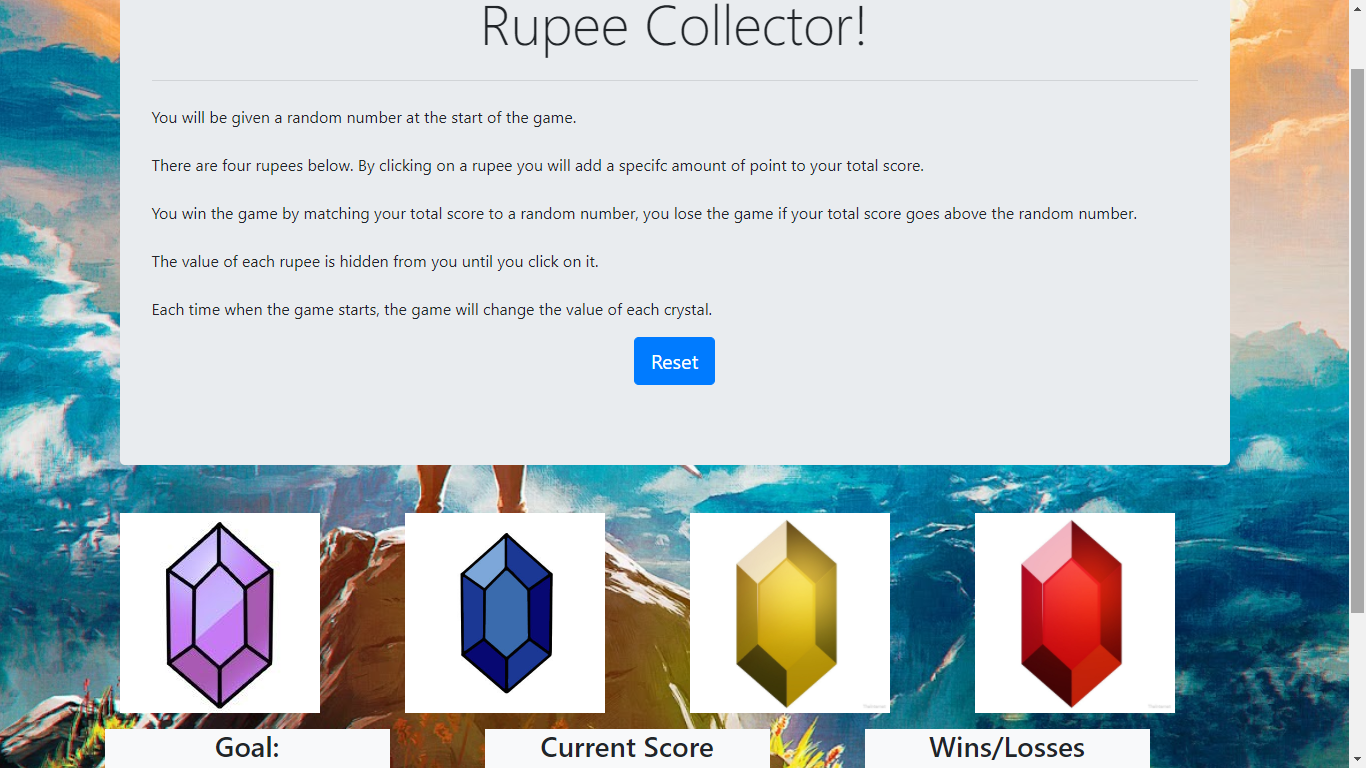 Rupee Collector!
You will be given a random number at the start of the game.
There are four rupees below. By clicking on a rupee you will add a specifc amount of point to your total score.
You win the game by matching your total score to a random number, you lose the game if your total score goes above the random number.
The value of each rupee is hidden from you until you click on it.
Each time when the game starts, the game will change the value of each crystal.
Reset
Goal:
Current Score
Wins/Losses